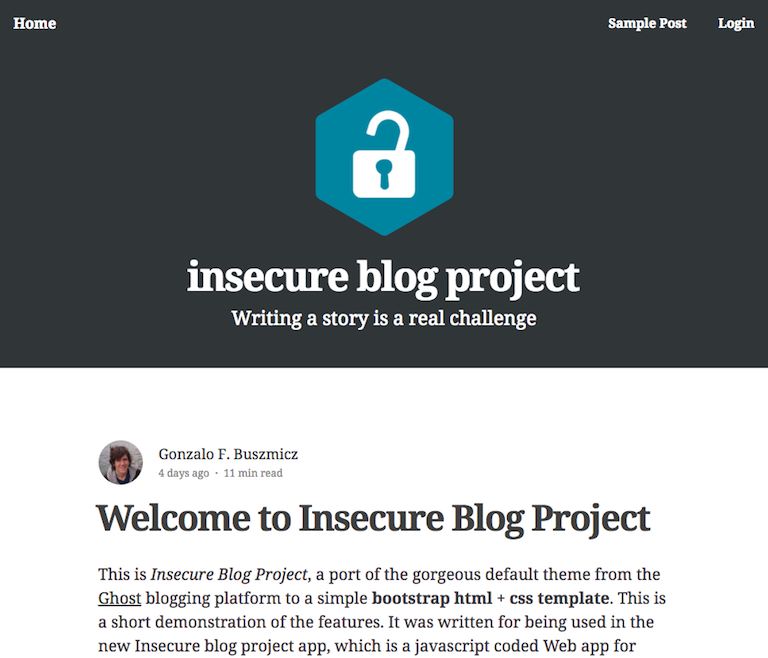 Home
Sample Post
Login
insecure blog project
Writing a story is a real challenge
Gonzalo F. Buszmicz
4 days ago · 11 min read
Welcome to Insecure Blog Project
This is Insecure Blog Project, a port of the gorgeous default theme from the
Ghost blogging platform to a simple bootstrap html + css template. This is
a short demonstration of the features. It was written for being used in the
new Insecure blog project app, which is a javascript coded Web app for